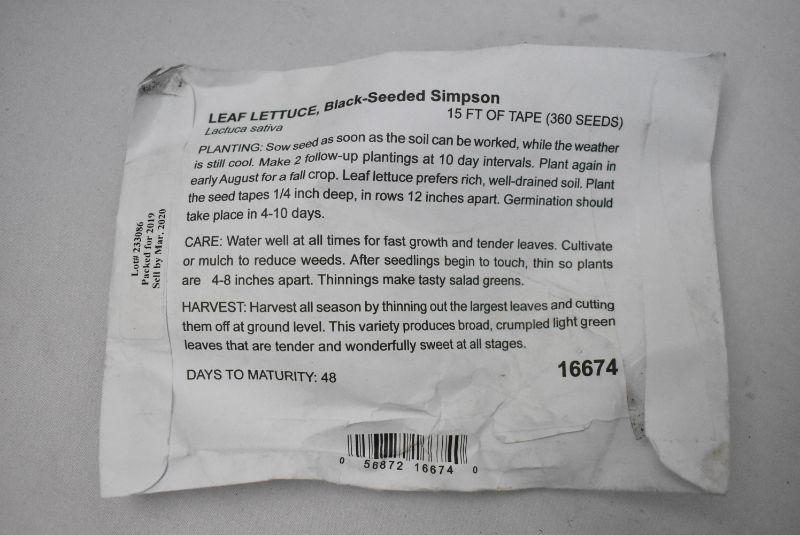 LEAF LETTUCE, Black-Seeded Simpson
Lactuca sativa
15 FT OF TAPE (360 SEEDS)
PLANTING: Sow seed as soon as the soil can be worked, while the weather
is still cool. Make 2 follow-up plantings at 10 day intervals. Plant again in
early August for a fall crop. Leaf lettuce prefers rich, well-drained soil. Plant
the seed tapes 1/4 inch deep, in rows 12 inches apart. Germination should
take place in 4-10 days.
CARE: Water well at all times for fast growth and tender leaves. Cultivate
or mulch to reduce weeds. After seedlings begin to touch, thin so plants
are 4-8 inches apart. Thinnings make tasty salad greens.
HARVEST: Harvest all season by thinning out the largest leaves and cutting
them off at ground level. This variety produces broad, crumpled light green
leaves that are tender and wonderfully sweet at all stages.
DAYS TO MATURITY: 48
16674
Lot# 233086
Packed for 2019
Sell by Mar. 2020
0 56872 16674 0